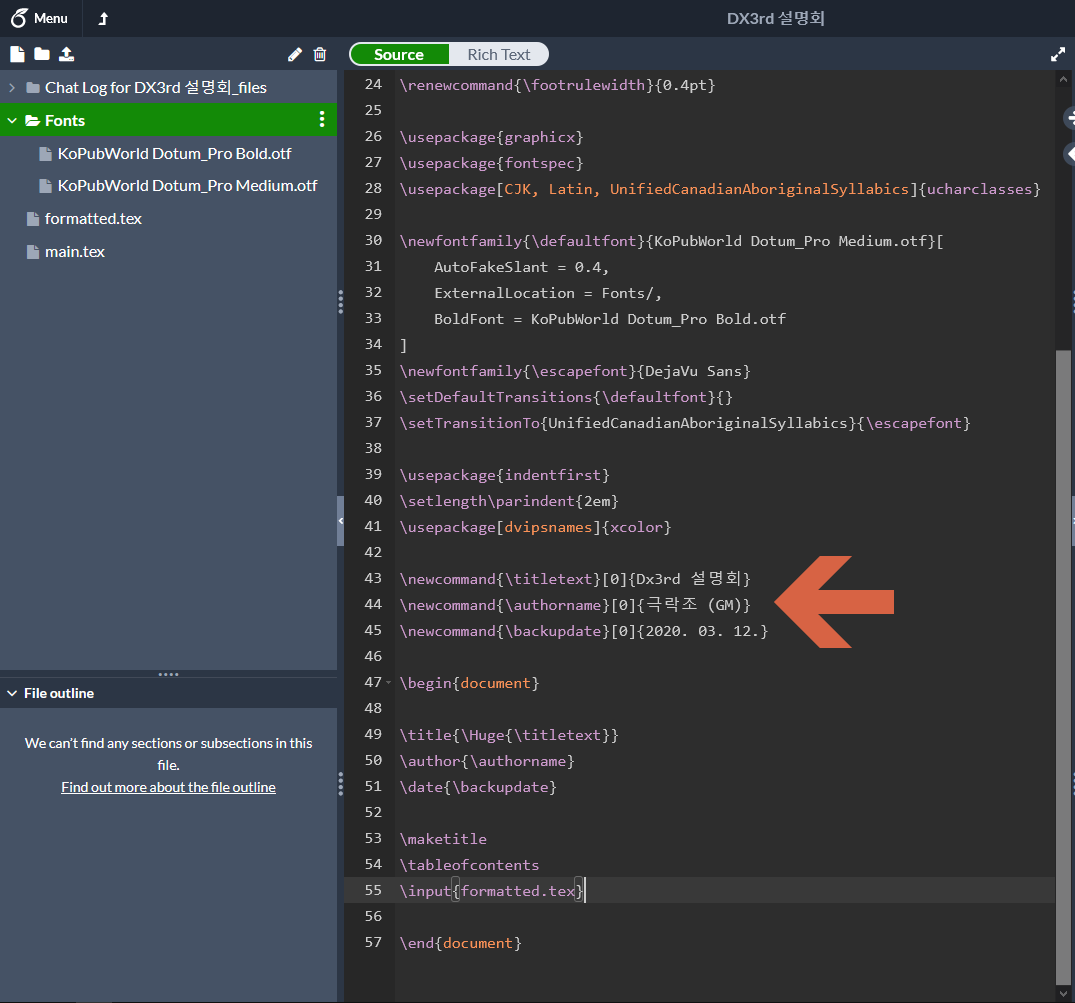 Menu
DX3rd 설명회
Source Rich Text
Chat Log for DX3rd 설명회_files
Fonts
KoPubWorld Dotum_Pro Bold.otf
KoPubWorld Dotum_Pro Medium.otf
formatted.tex
main.tex
File outline
We can't find any sections or subsections in this
file.
Find out more about the file outline
24 \renewcommand{\footrulewidth}{0.4pt}
25
26 \usepackage{graphicx}
27 \usepackage{fontspec}
28 \usepackage[CJK, Latin, UnifiedCanadianAboriginalSyllabics]{ucharclasses}
29
30 \newfontfamily{\defaultfont}{KoPubWorld Dotum_Pro Medium.otf}[
31 AutoFakeSlant = 0.4,
32 ExternalLocation = Fonts/,
33 BoldFont = KoPubWorld Dotum_Pro Bold.otf
34 ]
35 \newfontfamily{\escapefont}{DejaVu Sans}
36 \setDefaultTransitions{\defaultfont}{}
37 \setTransitionTo{UnifiedCanadianAboriginalSyllabics}{\escapefont}
38
39 \usepackage{indentfirst}
40 \setlength\parindent{2em}
41 \usepackage[dvipsnames]{xcolor}
42
43 \newcommand{\titletext}[0]{Dx3rd 설명회}
44 \newcommand{\authorname}[0]{극락조 (GM)}
45 \newcommand{\backupdate}[0]{2020. 03. 12.}
46
47 \begin{document}
48
49 \title{\Huge{\titletext}}
50 \author{\authorname}
51 \date{\backupdate}
52
53 \maketitle
54 \tableofcontents
55 \input{formatted.tex}
56
57 \end{document}